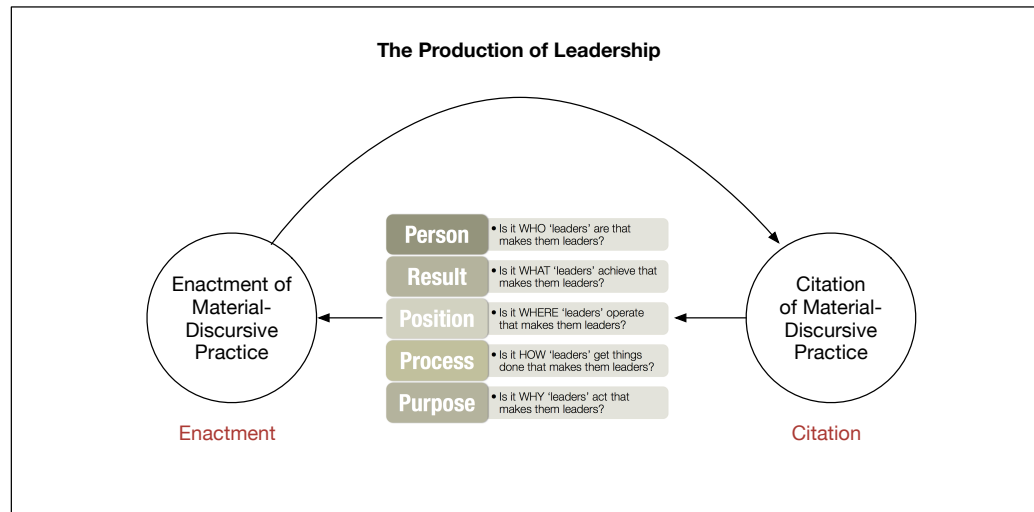 The Production of Leadership
Enactment of
Material-
Discursive
Practice
Enactment
Person
• Is it WHO ‘leaders’ are that
makes them leaders?
Result
• Is it WHAT ‘leaders’ achieve that
makes them leaders?
Position
• Is it WHERE ‘leaders’ operate
that makes them leaders?
Process
• Is it HOW ‘leaders’ get things
done that makes them leaders?
Purpose
• Is it WHY ‘leaders’ act that
makes them leaders?
Citation
of Material-
Discursive
Practice
Citation